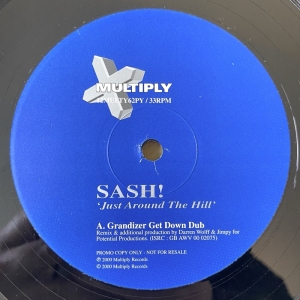 MULTIPLY
12MULTY62PY / 33RPM
SASH!
'Just Around The Hill'
A. Grandizer Get Down Dub
Remix & additional production by Darren Wolff & Jimpy for
Potential Productions. (ISRC : GB AWV 00 02075)
PROMO COPY ONLY - NOT FOR RESALE
℗ 2000 Multiply Records
© 2000 Multiply Records